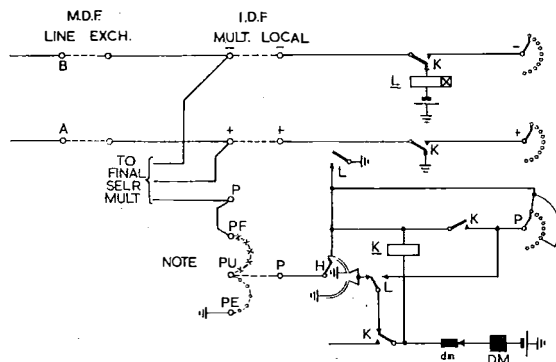 M.D.F. I.D.F
LINE EXCH. MULT. LOCAL
B - - K -
L
A + + K +
TO
FINAL
SELR
MULT
L
P
PF
K P
K
NOTE PU P H L
PE
K
dm DM